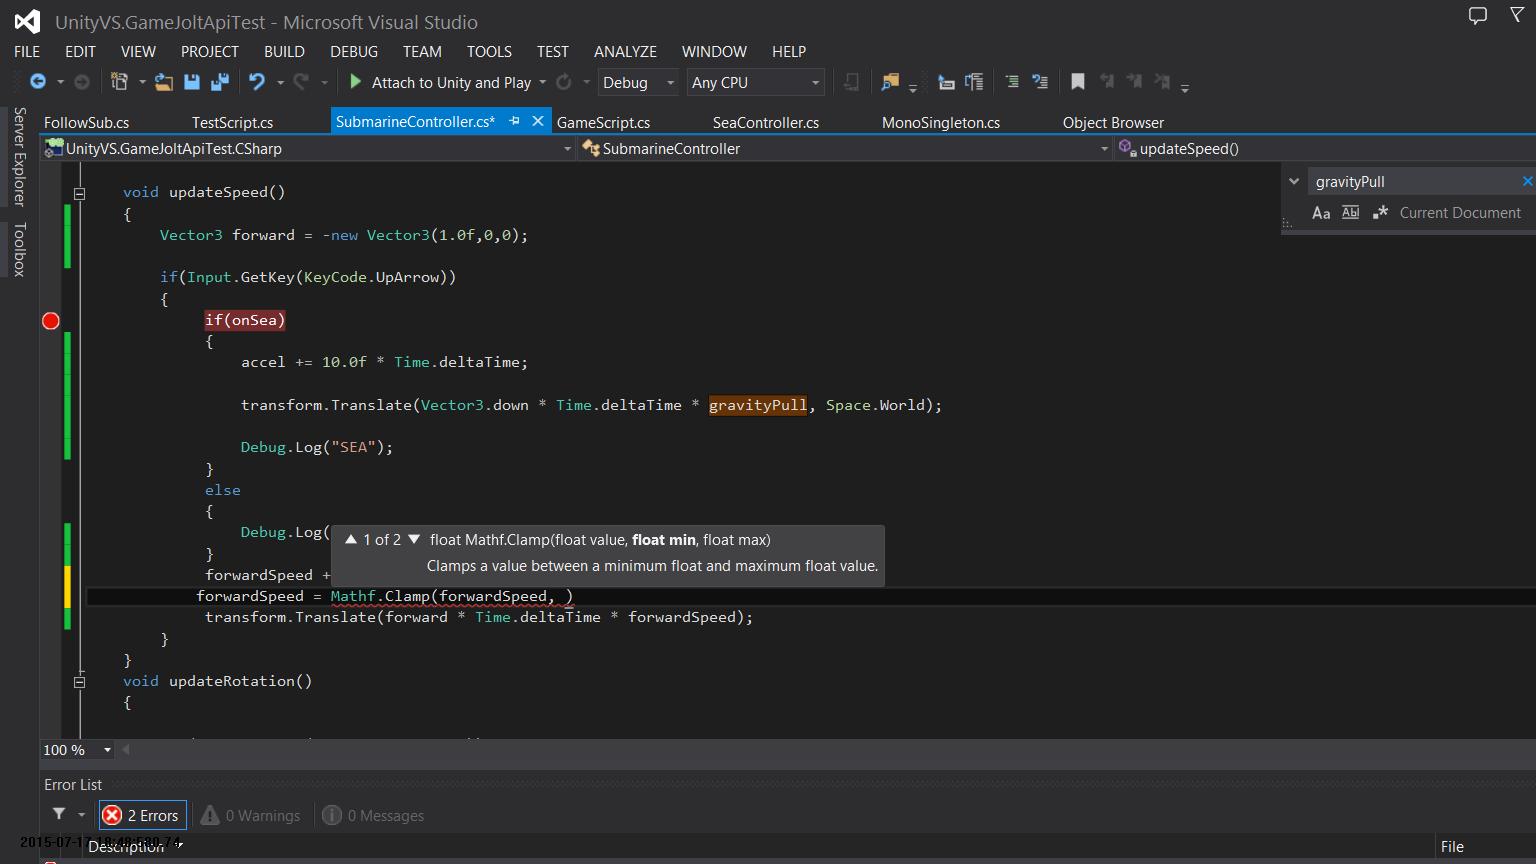 UnityVS.GameJoltApiTest - Microsoft Visual Studio
FILE EDIT VIEW PROJECT BUILD DEBUG TEAM TOOLS TEST ANALYZE WINDOW HELP
Attach to Unity and Play Debug Any CPU
Server Explorer
Toolbox
FollowSub.cs TestScript.cs SubmarineController.cs* GameScript.cs SeaController.cs MonoSingleton.cs Object Browser
UnityVS.GameJoltApiTest.CSharp SubmarineController updateSpeed()
gravityPull
Aa Abl .* Current Document
void updateSpeed()
{
Vector3 forward = -new Vector3(1.0f,0,0);
if(Input.GetKey(KeyCode.UpArrow))
{
if(onSea)
{
accel += 10.0f * Time.deltaTime;
transform.Translate(Vector3.down * Time.deltaTime * gravityPull, Space.World);
Debug.Log("SEA");
}
else
{
Debug.Log(
1 of 2 float Mathf.Clamp(float value, float min, float max)
}
Clamps a value between a minimum float and maximum float value.
forwardSpeed +
forwardSpeed = Mathf.Clamp(forwardSpeed, )
transform.Translate(forward * Time.deltaTime * forwardSpeed);
}
}
void updateRotation()
{
100 %
Error List
2 Errors 0 Warnings 0 Messages
Description File